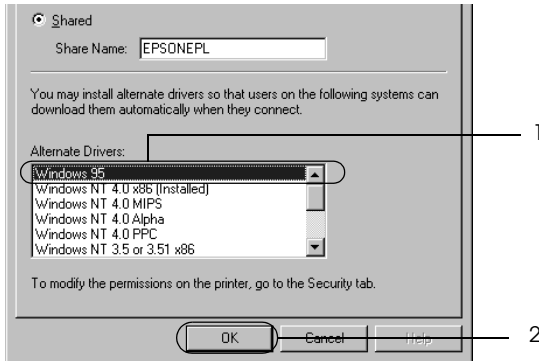 Shared
Share Name: EPSONEPL
You may install alternate drivers so that users on the following systems can
download them automatically when they connect.
1
Alternate Drivers:
Windows 95
Windows NT 4.0 x86 (Installed)
Windows NT 4.0 MIPS
Windows NT 4.0 Alpha
Windows NT 4.0 PPC
Windows NT 3.5 or 3.51 x86
To modify the permissions on the printer, go to the Security tab.
OK Cancel Help 2